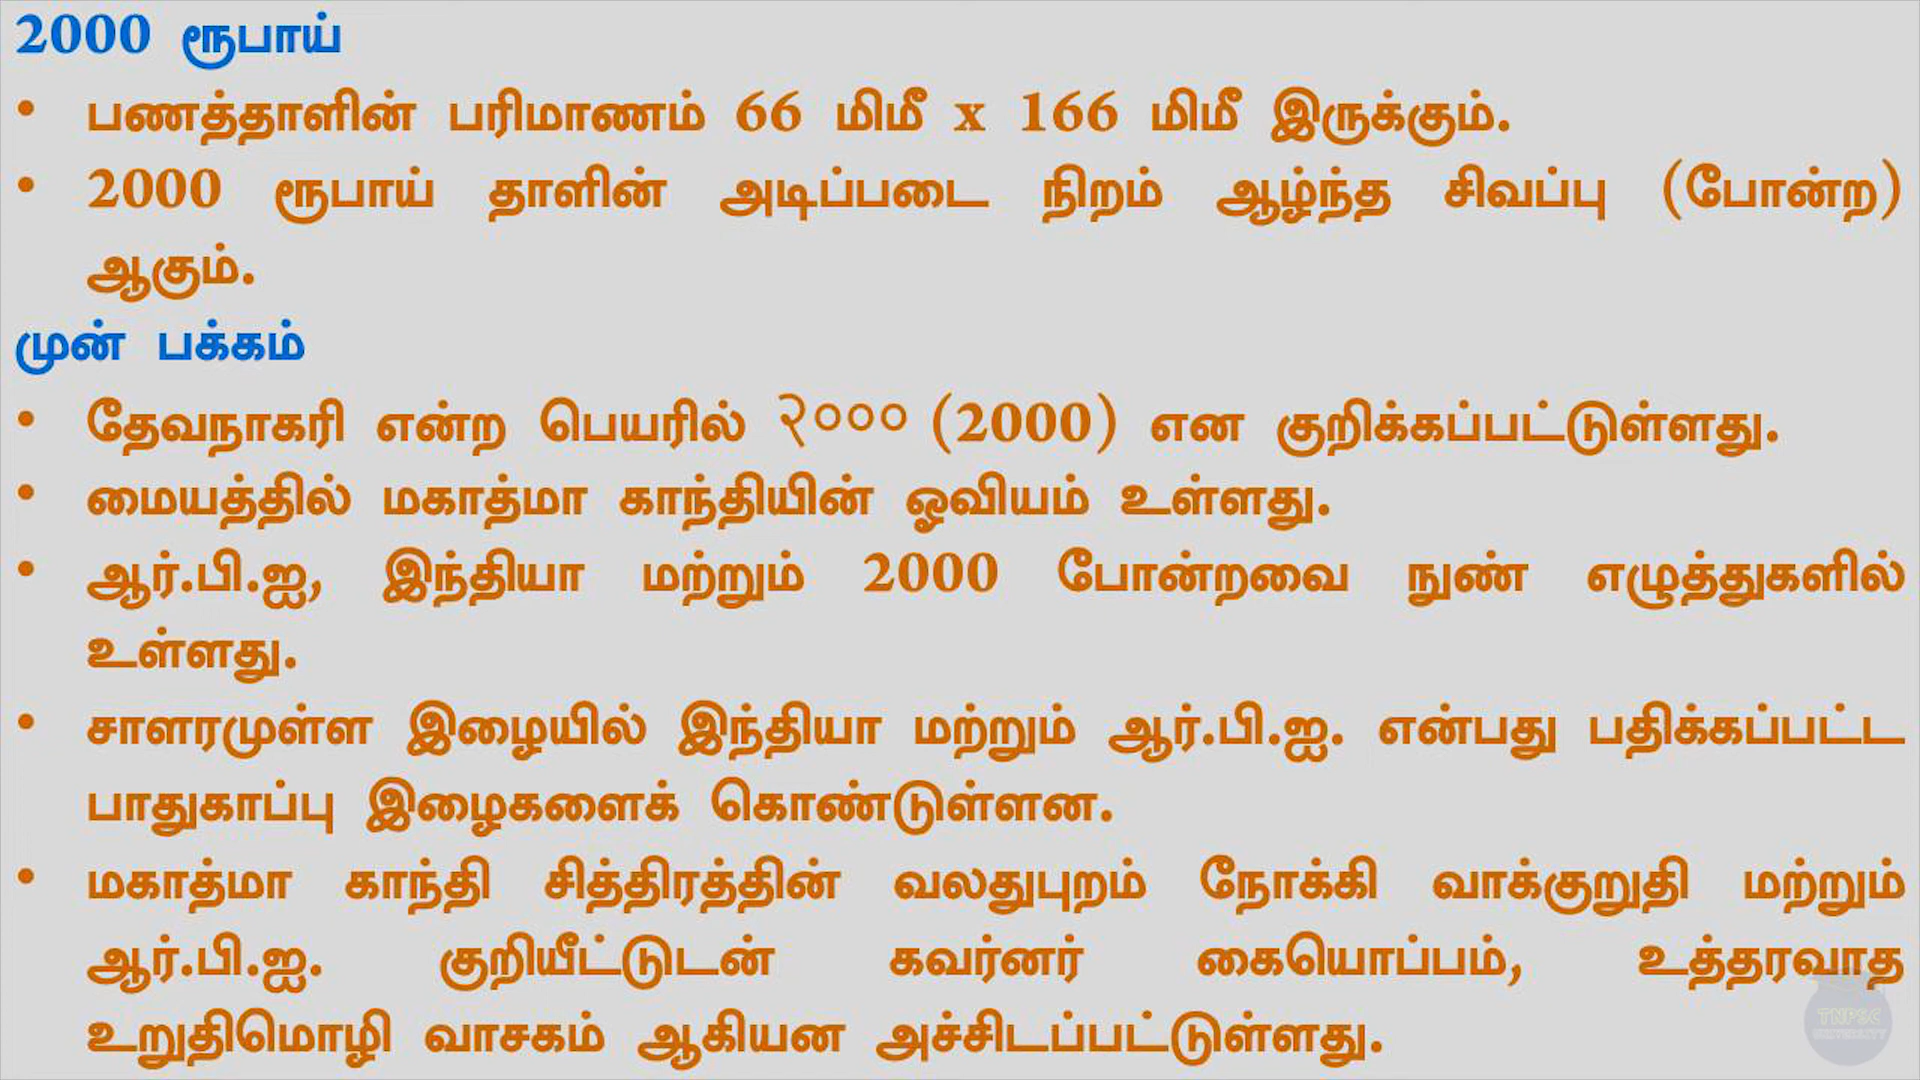 2000 ரூபாய்
• பணத்தாளின் பரிமாணம் 66 மிமீ x 166 மிமீ இருக்கும்.
• 2000 ரூபாய் தாளின் அடிப்படை நிறம் ஆழ்ந்த சிவப்பு (போன்ற)
ஆகும்.
முன் பக்கம்
• தேவநாகரி என்ற பெயரில் २००० (2000) என குறிக்கப்பட்டுள்ளது.
• மையத்தில் மகாத்மா காந்தியின் ஓவியம் உள்ளது.
• ஆர்.பி.ஐ, இந்தியா மற்றும் 2000 போன்றவை நுண் எழுத்துகளில்
உள்ளது.
• சாளரமுள்ள இழையில் இந்தியா மற்றும் ஆர்.பி.ஐ. என்பது பதிக்கப்பட்ட
பாதுகாப்பு இழைகளைக் கொண்டுள்ளன.
• மகாத்மா காந்தி சித்திரத்தின் வலதுபுறம் நோக்கி வாக்குறுதி மற்றும்
ஆர்.பி.ஐ. குறியீட்டுடன் கவர்னர் கையொப்பம், உத்தரவாத
உறுதிமொழி வாசகம் ஆகியன அச்சிடப்பட்டுள்ளது.
TNPSC
UNIVERSITY